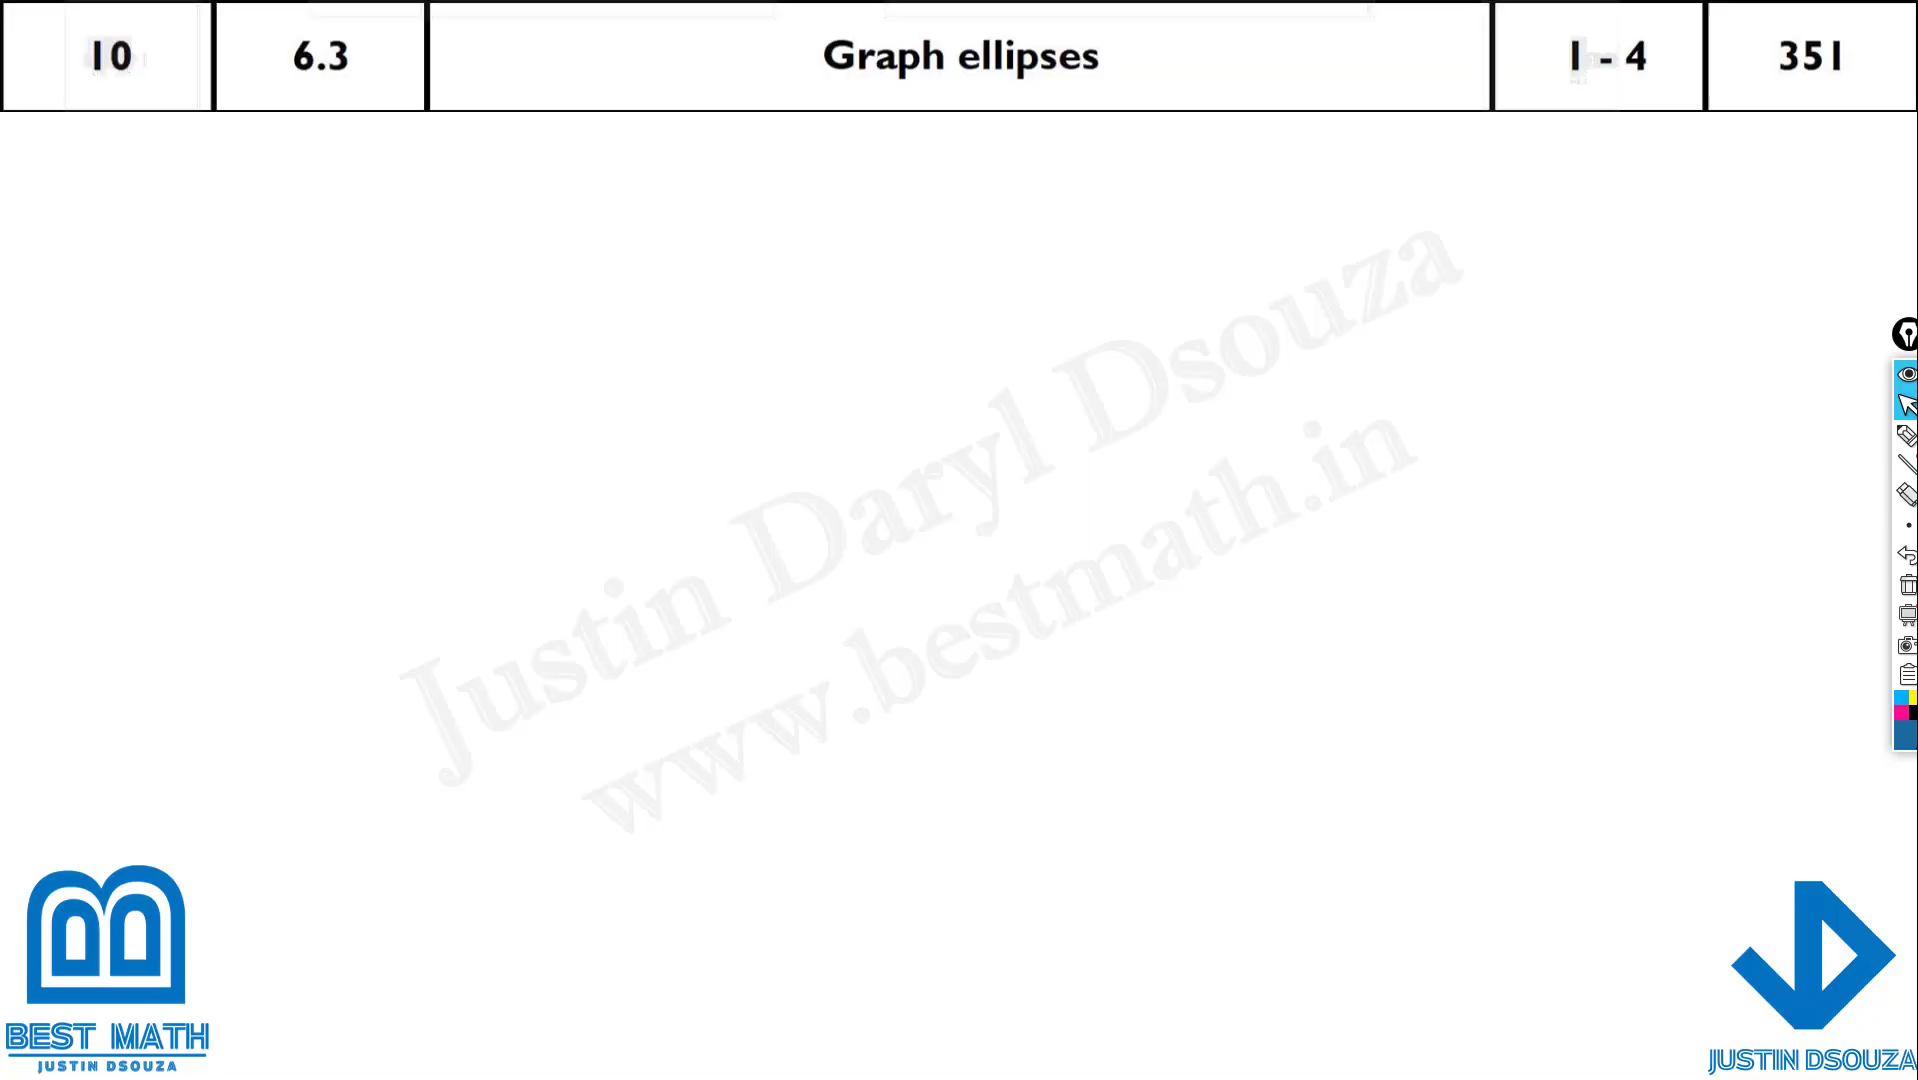 10 6.3 Graph ellipses 1 - 4 351
Justin Daryl Dsouza
www.bestmath.in
BEST MATH
JUSTIN DSOUZA
JUSTIN DSOUZA